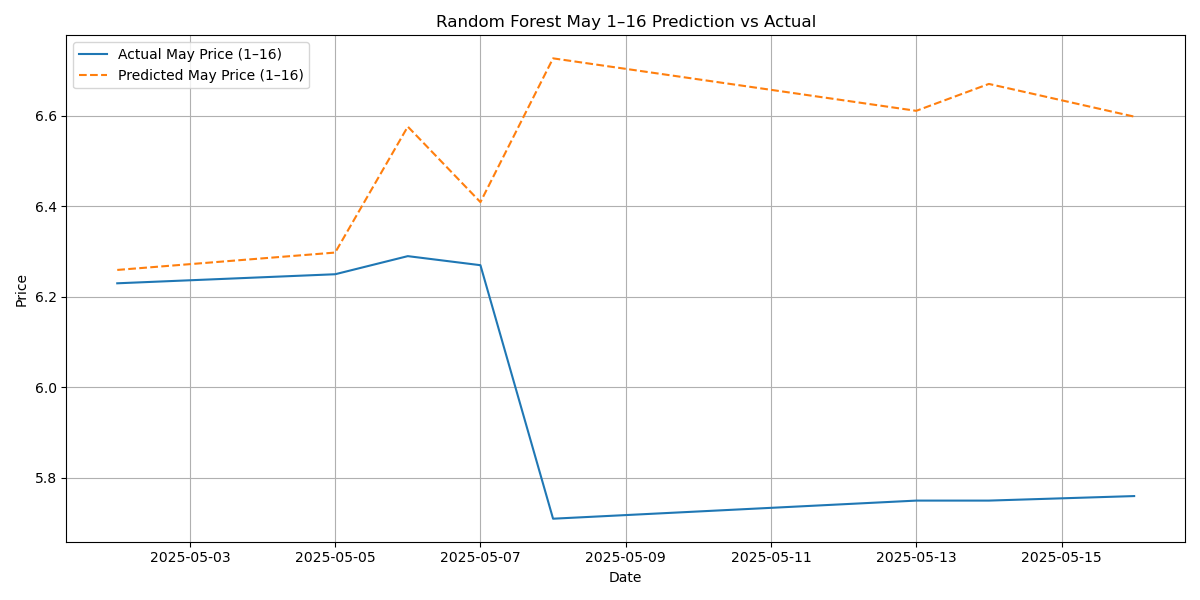 Random Forest May 1–16 Prediction vs Actual
Actual May Price (1–16)
Predicted May Price (1–16)
Price
6.6
6.4
6.2
6.0
5.8
2025-05-03 2025-05-05 2025-05-07 2025-05-09 2025-05-11 2025-05-13 2025-05-15
Date